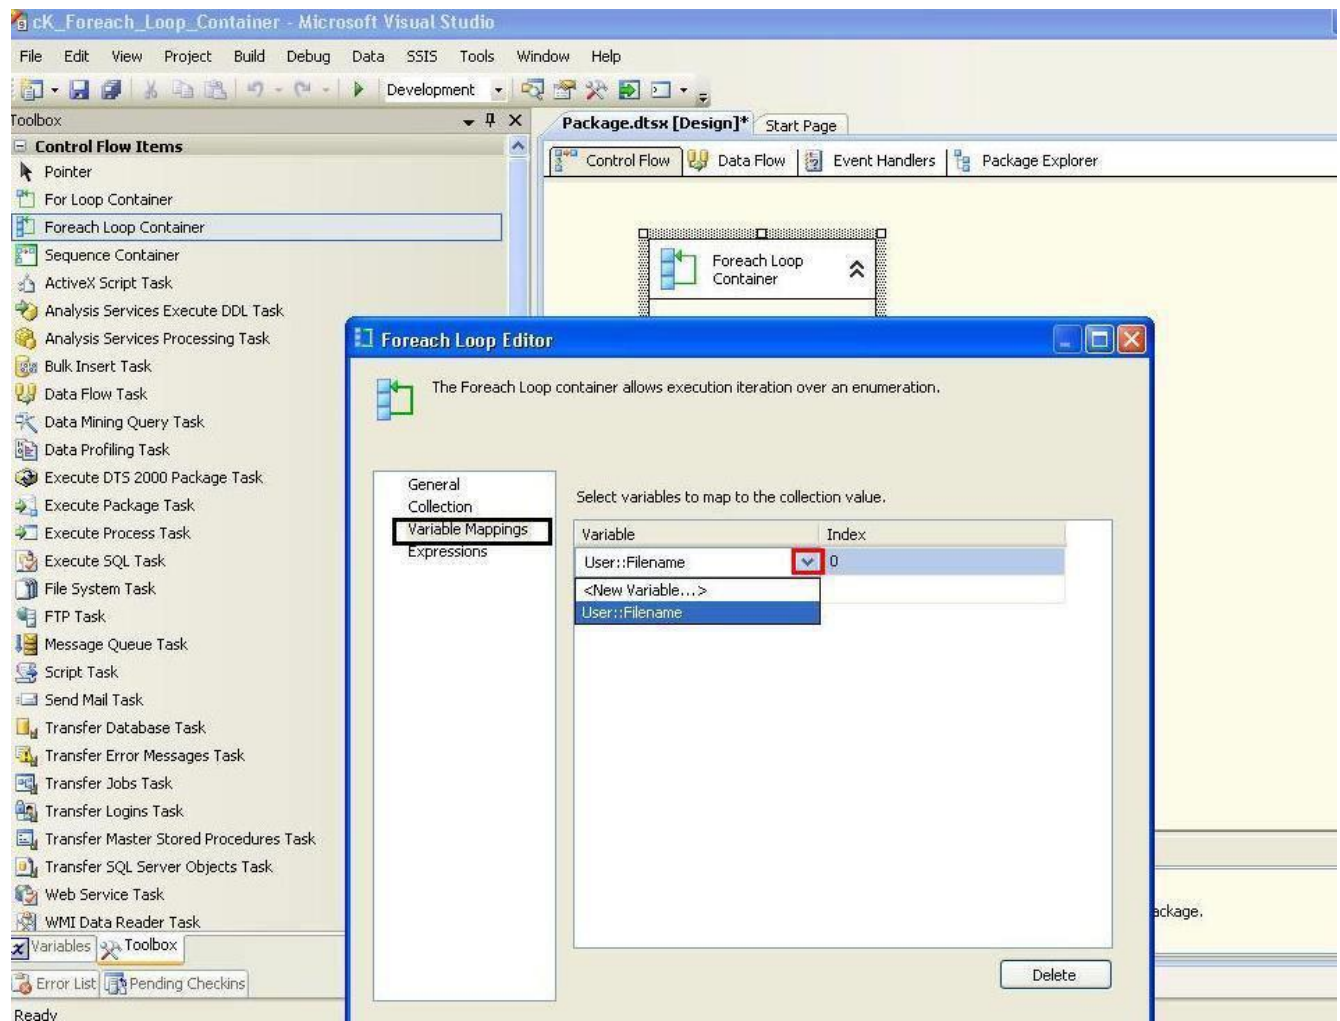 cK_Foreach_Loop_Container - Microsoft Visual Studio
File Edit View Project Build Debug Data SSIS Tools Window Help
Development
Toolbox
Control Flow Items
Pointer
For Loop Container
Foreach Loop Container
Sequence Container
ActiveX Script Task
Analysis Services Execute DDL Task
Analysis Services Processing Task
Bulk Insert Task
Data Flow Task
Data Mining Query Task
Data Profiling Task
Execute DTS 2000 Package Task
Execute Package Task
Execute Process Task
Execute SQL Task
File System Task
FTP Task
Message Queue Task
Script Task
Send Mail Task
Transfer Database Task
Transfer Error Messages Task
Transfer Jobs Task
Transfer Logins Task
Transfer Master Stored Procedures Task
Transfer SQL Server Objects Task
Web Service Task
WMI Data Reader Task
Variables Toolbox
Error List Pending Checkins
Ready
Package.dtsx [Design]* Start Page
Control Flow Data Flow Event Handlers Package Explorer
Foreach Loop
Container
Foreach Loop Editor
The Foreach Loop container allows execution iteration over an enumeration.
General
Collection
Variable Mappings
Expressions
Select variables to map to the collection value.
Variable Index
User::Filename 0
<New Variable...>
User::Filename
Delete
ackage.